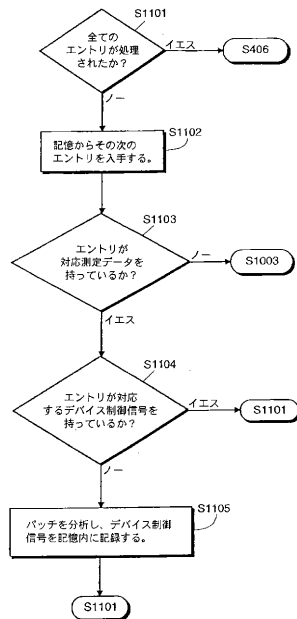 S1101
全ての
エントリが処理
されたか？
イエス
S406
ノー
S1102
記憶からその次の
エントリを入手する。
S1103
エントリが
対応測定データを
持っているか？
ノー
S1003
イエス
S1104
エントリが対応
するデバイス制御信号を
持っているか？
イエス
S1101
ノー
S1105
パッチを分析し、デバイス制御
信号を記憶内に記録する。
S1101